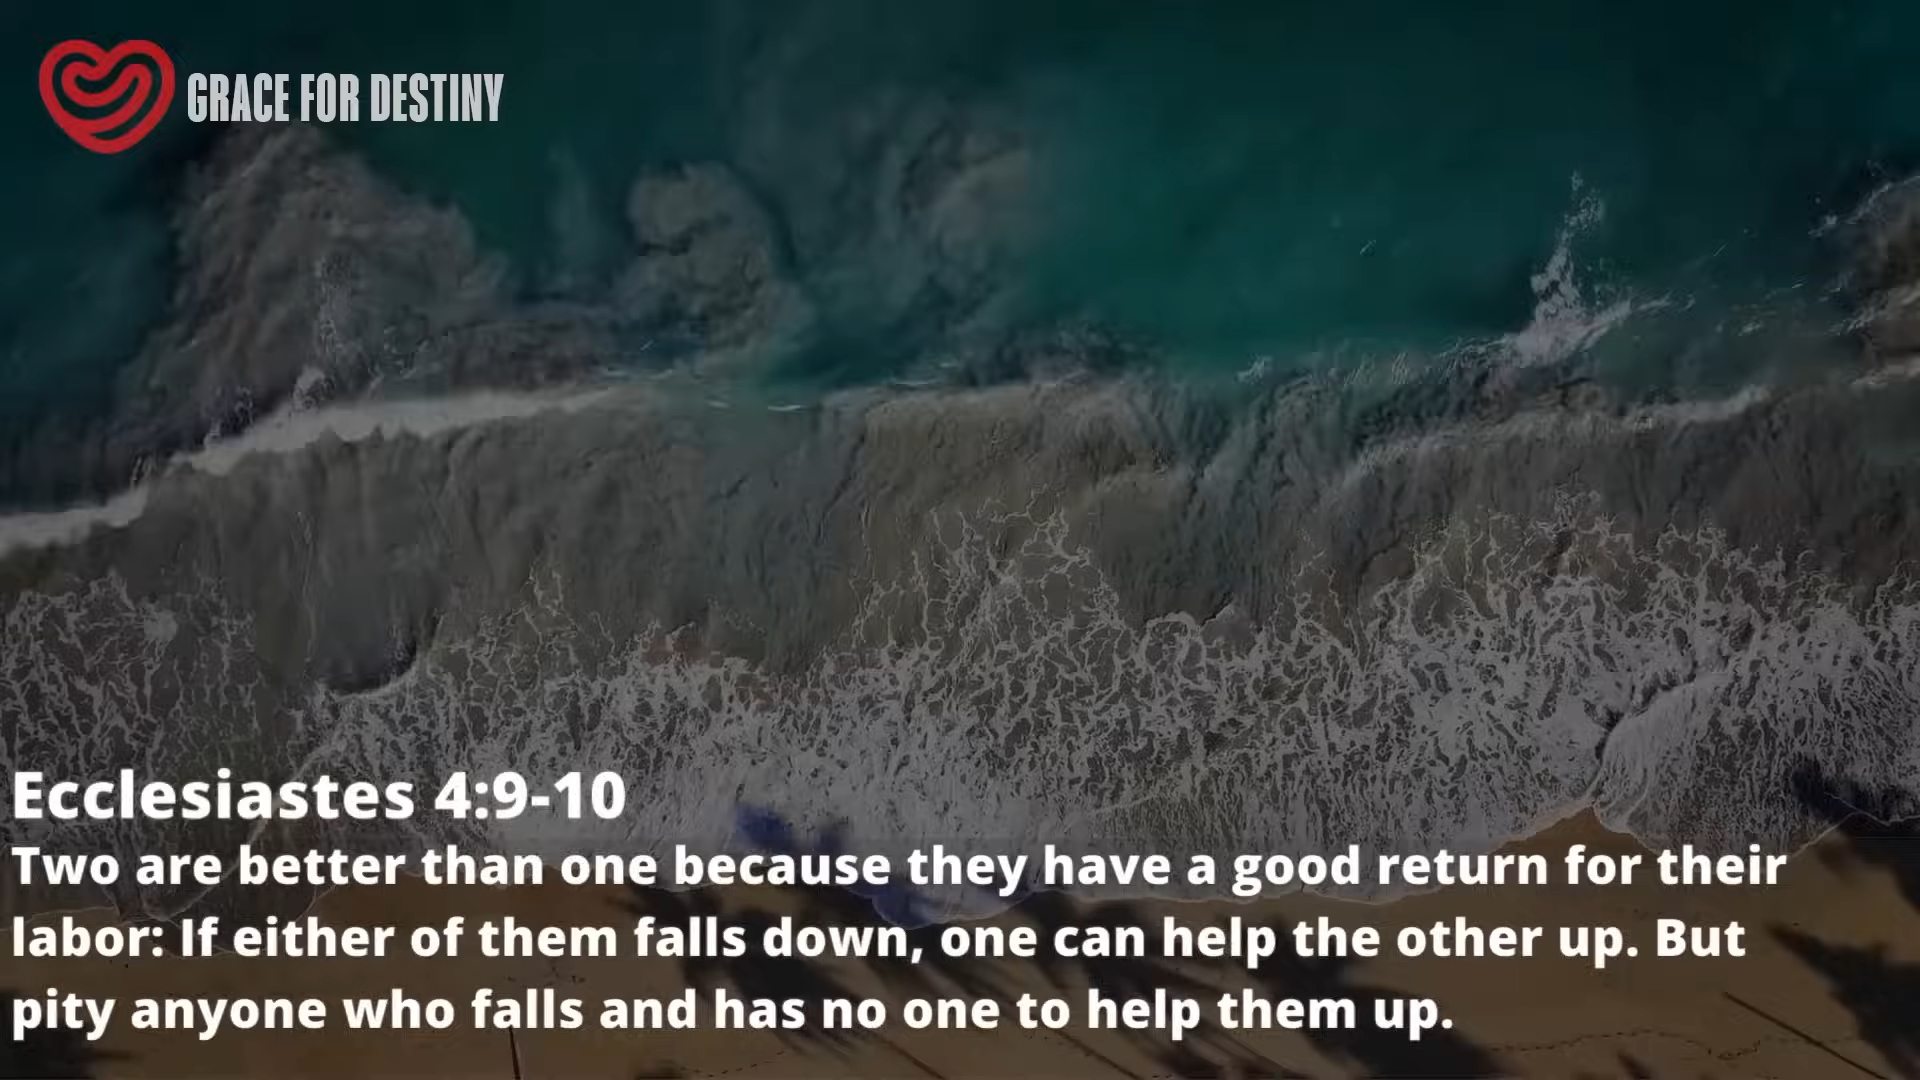 GRACE FOR DESTINY
Ecclesiastes 4:9-10
Two are better than one because they have a good return for their
labor: If either of them falls down, one can help the other up. But
pity anyone who falls and has no one to help them up.